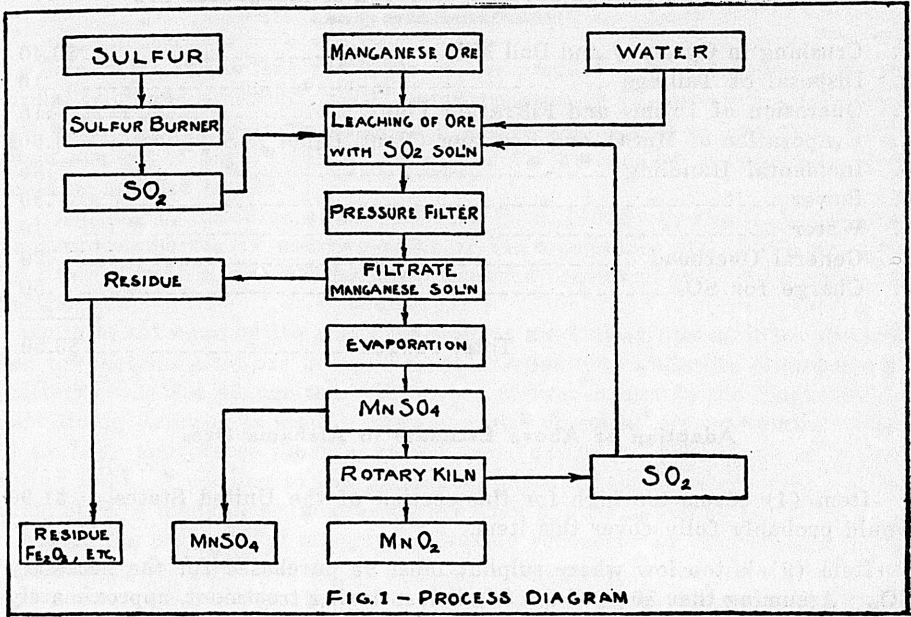 SULFUR
MANGANESE ORE
WATER
SULFUR BURNER
LEACHING OF ORE
WITH SO₂ SOL'N
SO₂
PRESSURE FILTER
RESIDUE
FILTRATE
MANGANESE SOL'N
EVAPORATION
MNSO4
ROTARY KILN
SO₂
RESIDUE
FE₂O₃, ETC.
MNSO4
MNO₂
FIG. 1 – PROCESS DIAGRAM